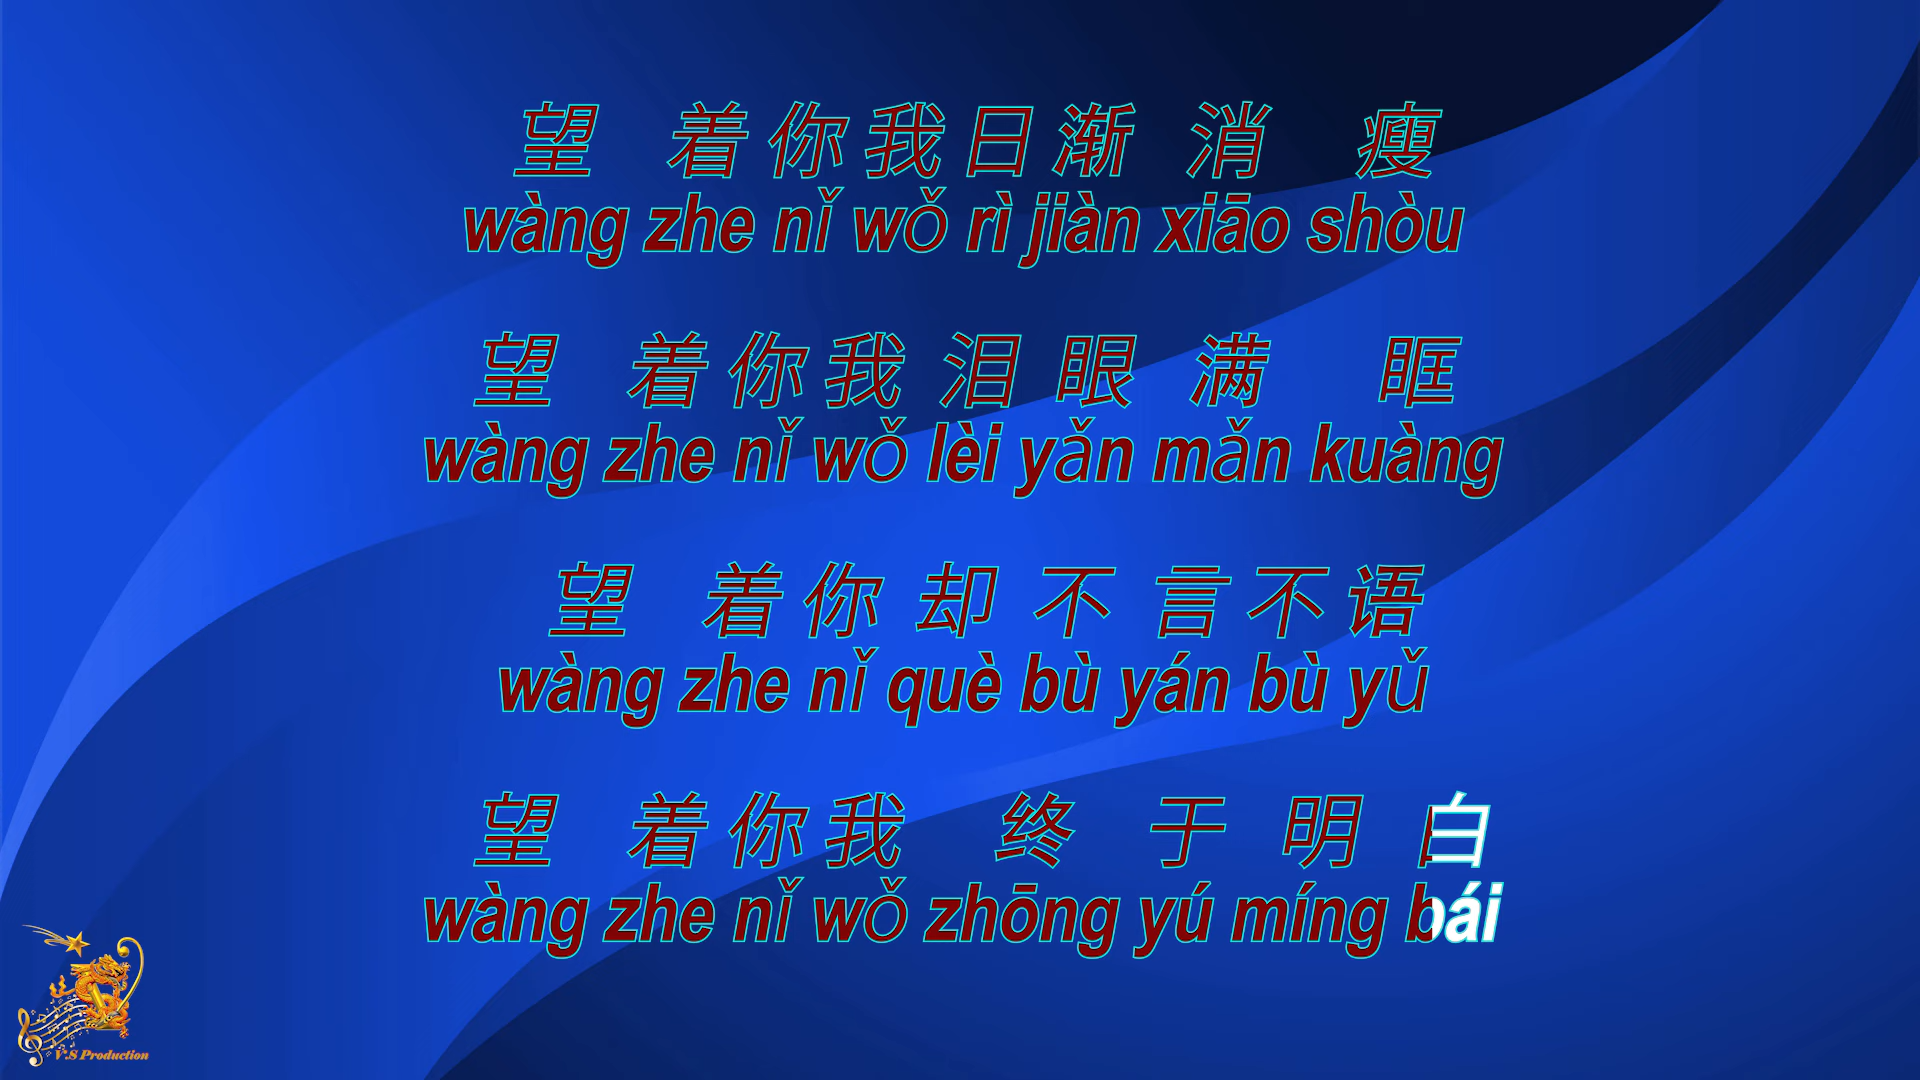 望着你我日渐消瘦
wàng zhe nǐ wǒ rì jiàn xiāo shòu
望着你我泪眼满眶
wàng zhe nǐ wǒ lèi yǎn mǎn kuàng
望着你却不言不语
wàng zhe nǐ què bù yán bù yǔ
望着你我终于明白
wàng zhe nǐ wǒ zhōng yú míng bái
V.S Production